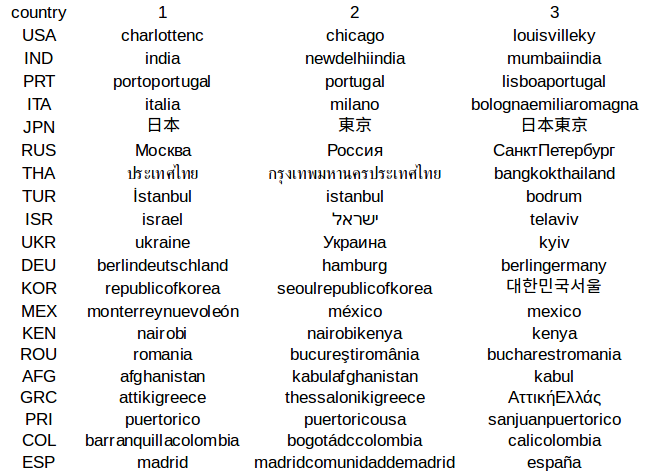 country 1 2 3
USA charlottenc chicago louisvilleky
IND india newdelhiindia mumbaiindia
PRT portoportugal portugal lisboaportugal
ITA italia milano bolognaemiliaromagna
JPN 日本 東京 日本東京
RUS Москва Россия СанктПетербург
THA ประเทศไทย กรุงเทพมหานครประเทศไทย bangkokthailand
TUR İstanbul istanbul bodrum
ISR israel ישראל telaviv
UKR ukraine Украина kyiv
DEU berlindeutschland hamburg berlingermany
KOR republicofkorea seoulrepublicofkorea 대한민국서울
MEX monterreynuevoleón méxico mexico
KEN nairobi nairobikenya kenya
ROU romania bucureştiromânia bucharestromania
AFG afghanistan kabulafghanistan kabul
GRC attikigreece thessalonikigreece ΑττικήΕλλάς
PRI puertorico puertoricousa sanjuanpuertorico
COL barranquillacolombia bogotádccolombia calicolombia
ESP madrid madridcomunidaddemadrid españa